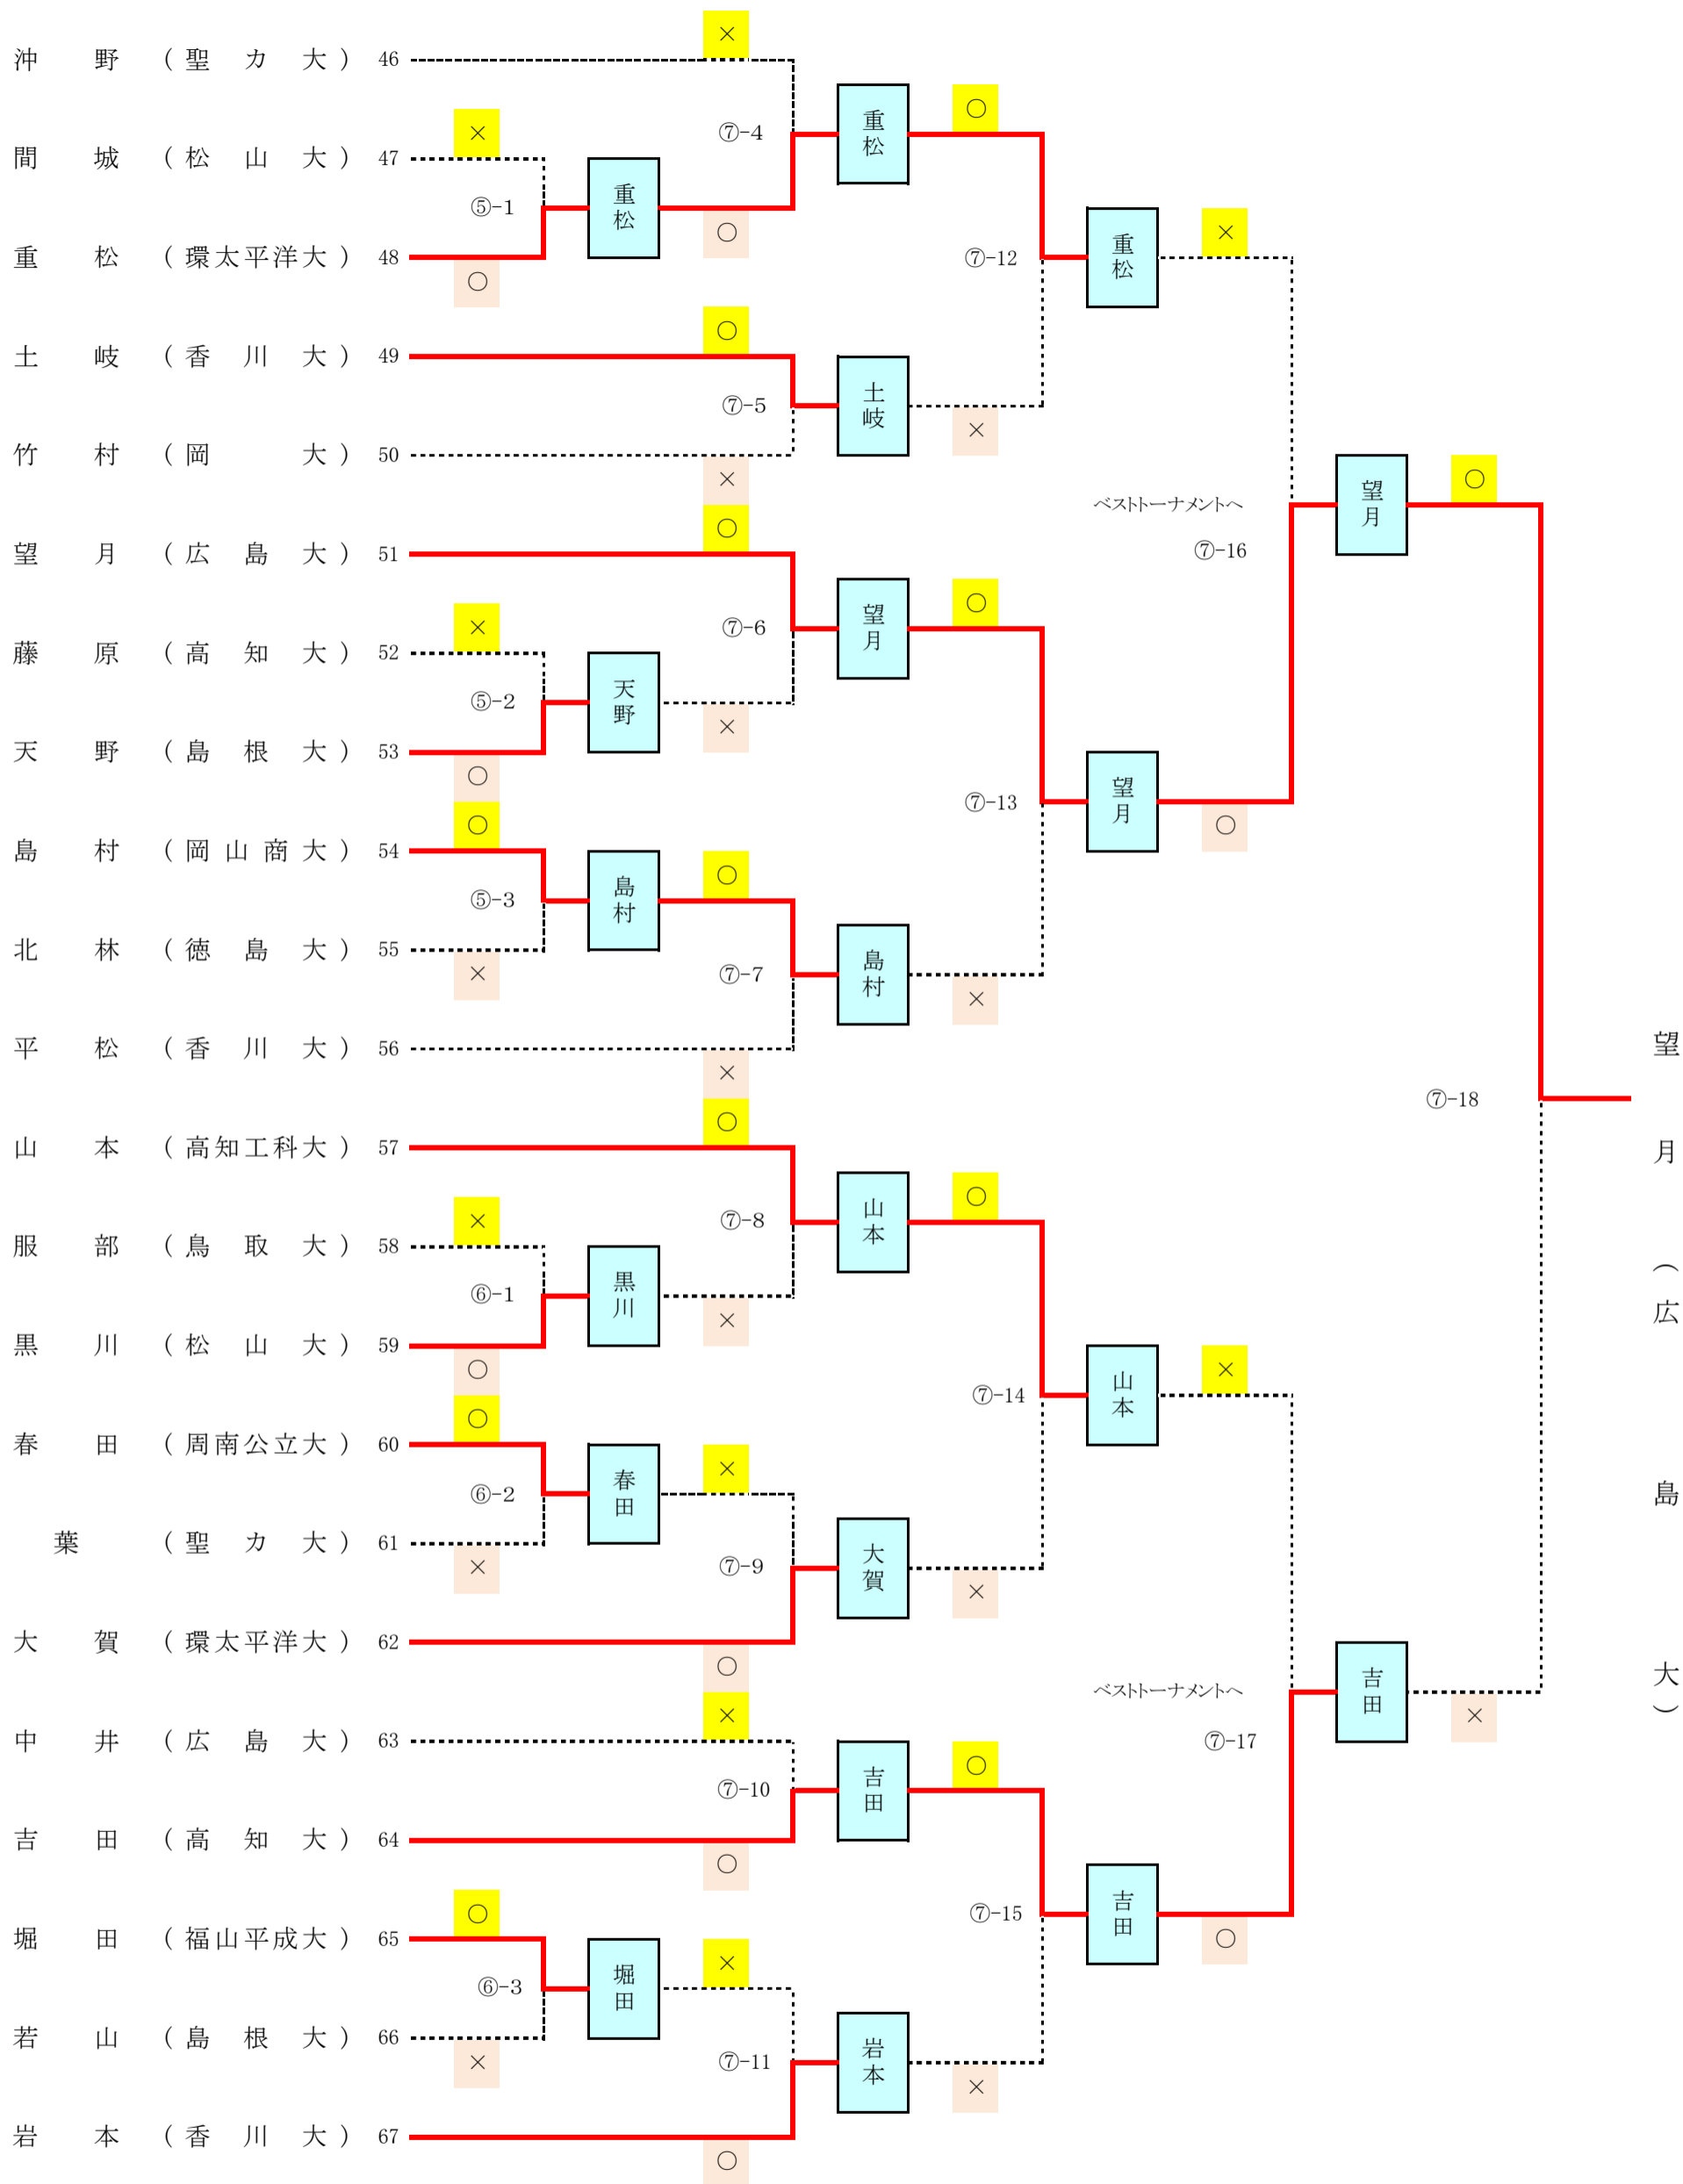 ×
沖野（聖カ大）46
重松
○
×
⑦-4
間城（松山大）47
重松
⑤-1
重松
×
○
⑦-12
重松（環太平洋大）48
○
○
土岐（香川大）49
土岐
⑦-5
×
竹村（岡大）50
×
望月
○
ベストトーナメントへ
○
⑦-16
望月（広島大）51
望月
○
×
⑦-6
藤原（高知大）52
天野
⑤-2
×
天野（島根大）53
○
望月
⑦-13
○
○
島村（岡山商大）54
島村
○
⑤-3
北林（徳島大）55
島村
×
⑦-7
×
平松（香川大）56
×
望月（広島大）
⑦-18
○
山本（高知工科大）57
山本
○
×
⑦-8
服部（鳥取大）58
黒川
⑥-1
×
黒川（松山大）59
○
山本
×
⑦-14
○
春田（周南公立大）60
春田
×
⑥-2
葉（聖カ大）61
大賀
×
⑦-9
×
大賀（環太平洋大）62
○
吉田
ベストトーナメントへ
×
×
⑦-17
中井（広島大）63
吉田
○
⑦-10
吉田（高知大）64
○
○
吉田
⑦-15
○
堀田（福山平成大）65
堀田
×
⑥-3
若山（島根大）66
岩本
×
⑦-11
×
岩本（香川大）67
○